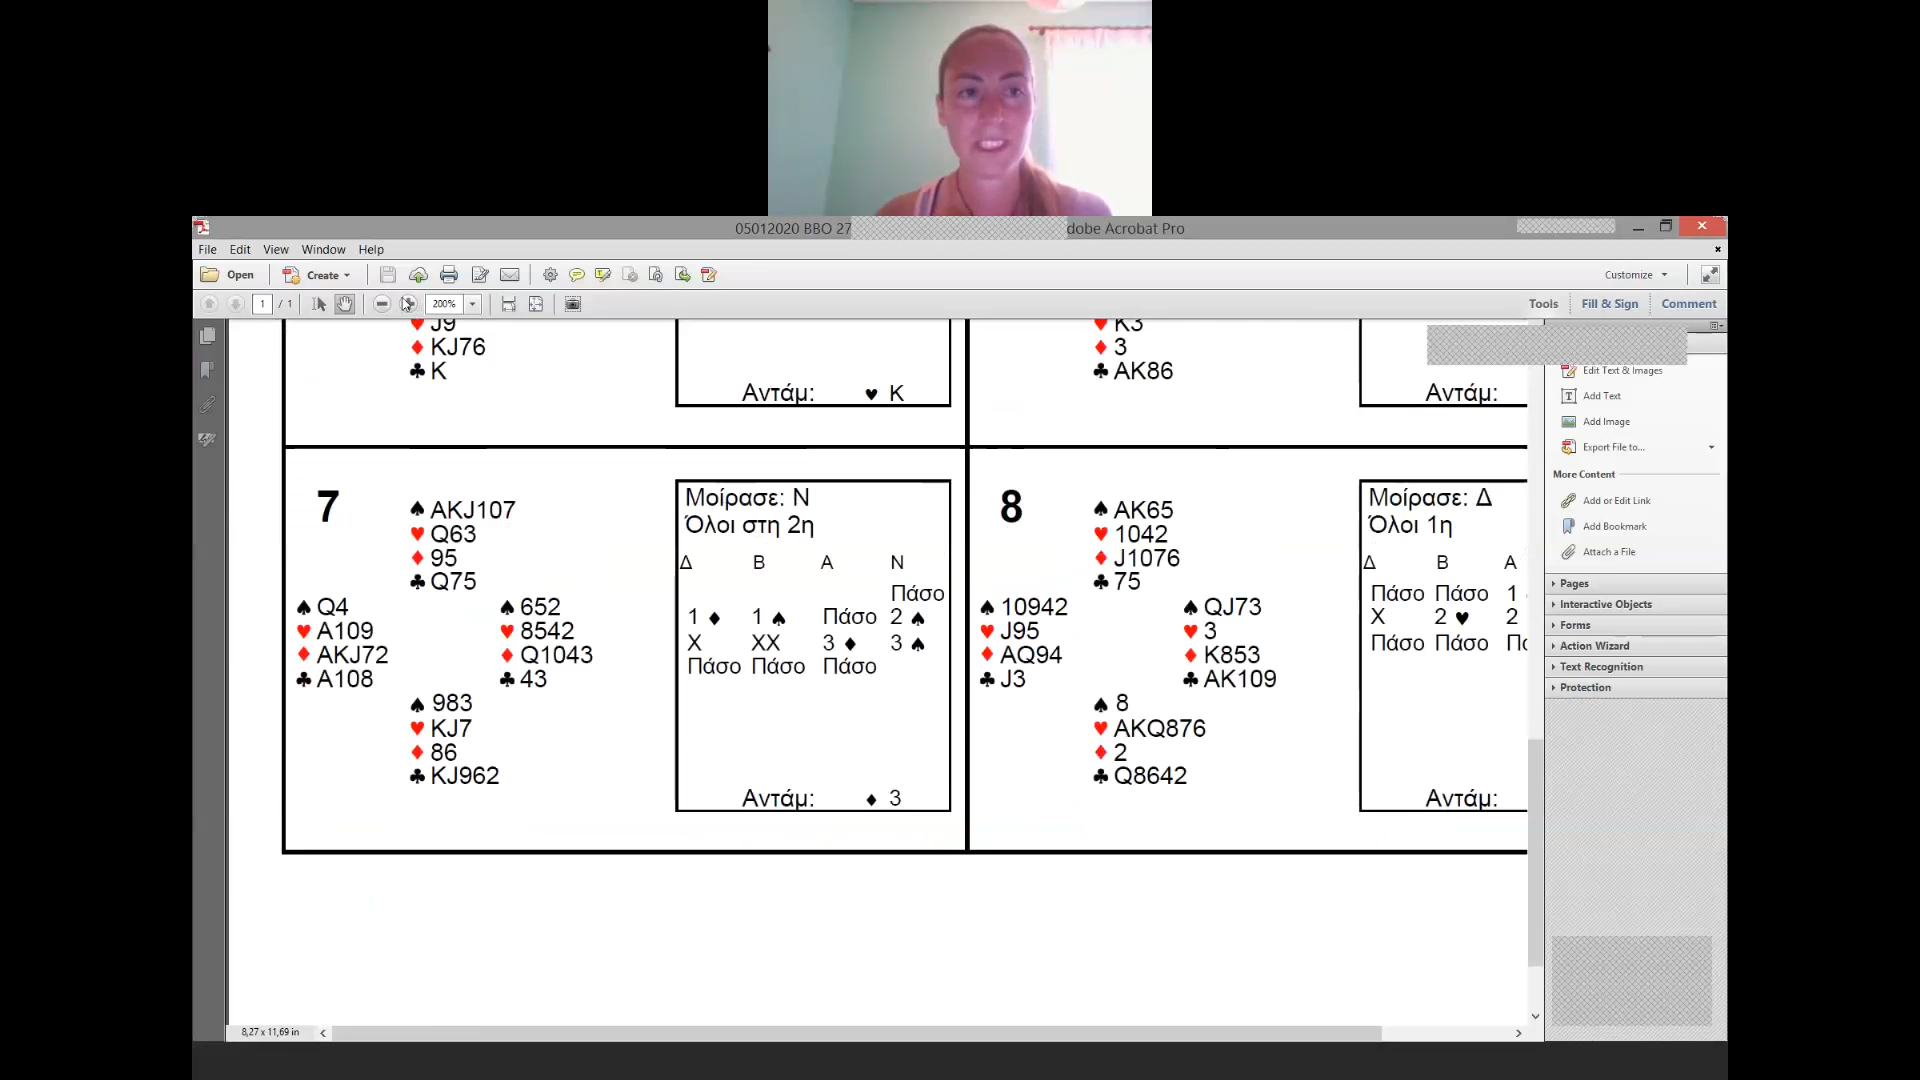 05012020 BBO 27
dobe Acrobat Pro
File Edit View Window Help
Open Create Customize
1 / 1 200% Tools Fill & Sign Comment
♥ J9
♦ KJ76
♣ K
Αντάμ: ♥ K
♥ K3
♦ 3
♣ AK86
Αντάμ:
7
♠ AKJ107
♥ Q63
♦ 95
♣ Q75
♠ Q4
♥ A109
♦ AKJ72
♣ A108
♠ 652
♥ 8542
♦ Q1043
♣ 43
♠ 983
♥ KJ7
♦ 86
♣ KJ962
Μοίρασε: Ν
Όλοι στη 2η
Δ Β Α Ν
Πάσο
1 ♦ 1 ♠ Πάσο 2 ♠
X XX 3 ♦ 3 ♠
Πάσο Πάσο Πάσο
Αντάμ: ♦ 3
8
♠ AK65
♥ 1042
♦ J1076
♣ 75
♠ 10942
♥ J95
♦ AQ94
♣ J3
♠ QJ73
♥ 3
♦ K853
♣ AK109
♠ 8
♥ AKQ876
♦ 2
♣ Q8642
Μοίρασε: Δ
Όλοι 1η
Δ Β Α
Πάσο Πάσο 1
X 2 ♥ 2
Πάσο Πάσο
Αντάμ:
Edit Text & Images
Add Text
Add Image
Export File to...
More Content
Add or Edit Link
Add Bookmark
Attach a File
Pages
Interactive Objects
Forms
Action Wizard
Text Recognition
Protection
8,27 x 11,69 in